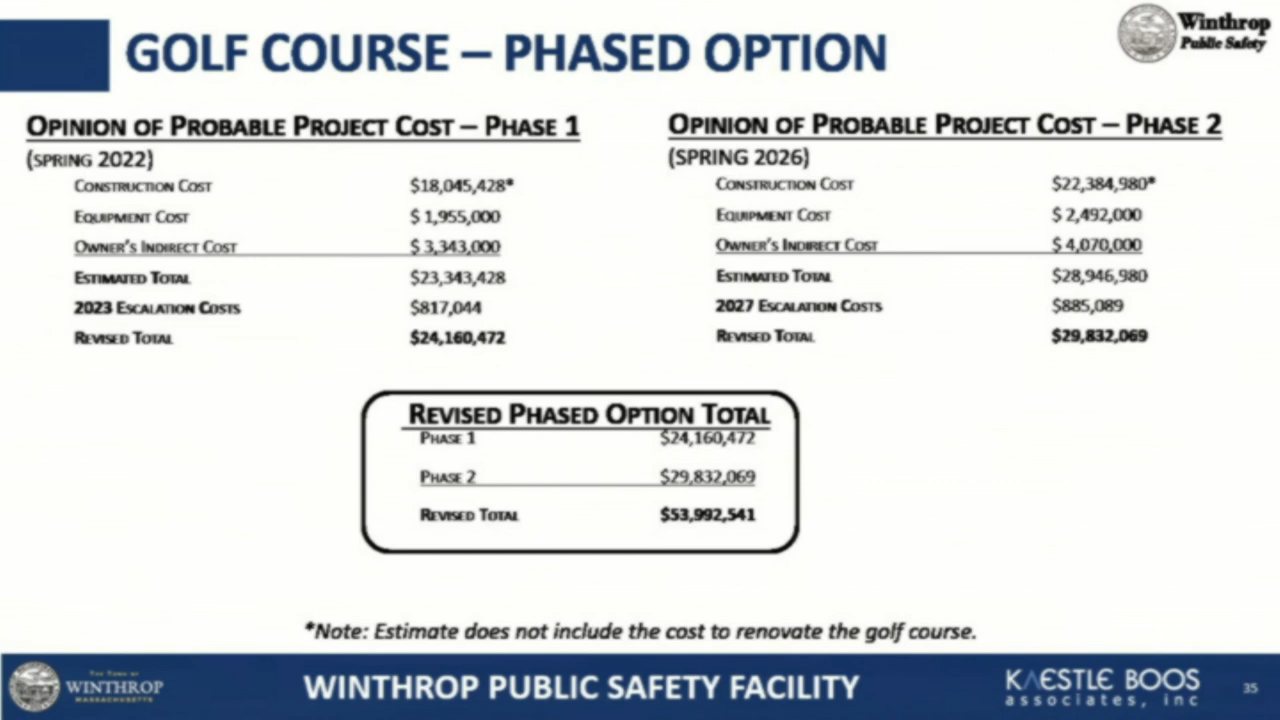 Winthrop
Public Safety
GOLF COURSE – PHASED OPTION
OPINION OF PROBABLE PROJECT COST – PHASE 1
(SPRING 2022)
CONSTRUCTION COST $18,045,428*
EQUIPMENT COST $ 1,955,000
OWNER'S INDIRECT COST $ 3,343,000
ESTIMATED TOTAL $23,343,428
2023 ESCALATION COSTS $817,044
REVISED TOTAL $24,160,472
OPINION OF PROBABLE PROJECT COST – PHASE 2
(SPRING 2026)
CONSTRUCTION COST $22,384,980*
EQUIPMENT COST $ 2,492,000
OWNER'S INDIRECT COST $ 4,070,000
ESTIMATED TOTAL $28,946,980
2027 ESCALATION COSTS $885,089
REVISED TOTAL $29,832,069
REVISED PHASED OPTION TOTAL
PHASE 1 $24,160,472
PHASE 2 $29,832,069
REVISED TOTAL $53,992,541
*Note: Estimate does not include the cost to renovate the golf course.
THE TOWN OF
WINTHROP
MASSACHUSETTS
WINTHROP PUBLIC SAFETY FACILITY
KAESTLE BOOS
associates, inc
35